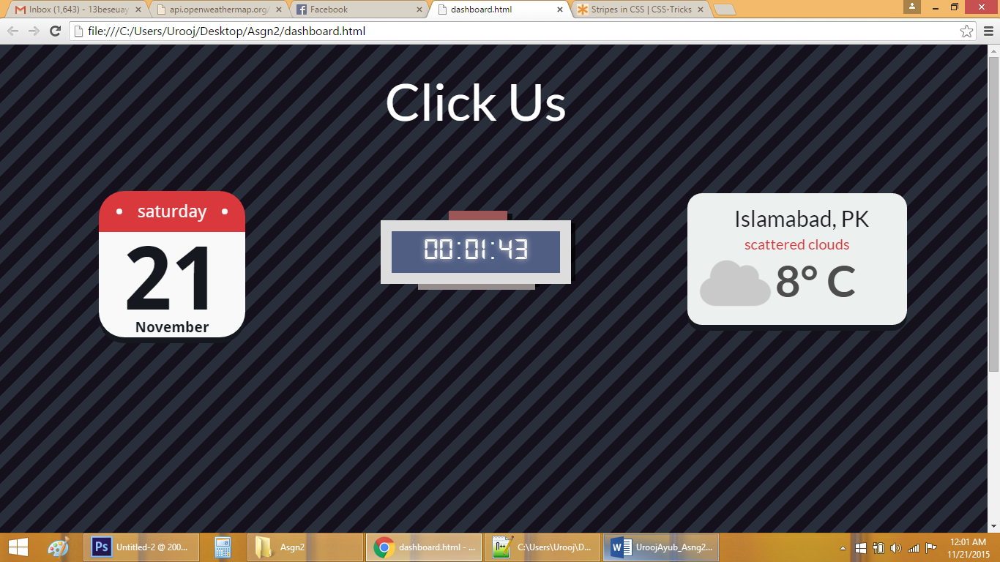 Inbox (1,643) - 13beseuay
api.openweathermap.org/
Facebook
dashboard.html
Stripes in CSS | CSS-Tricks
file:///C:/Users/Urooj/Desktop/Asgn2/dashboard.html
Click Us
saturday
21
November
00:01:43
Islamabad, PK
scattered clouds
8° C
Ps
Untitled-2 @ 200...
Asgn2
dashboard.html - ...
C:\Users\Urooj\D...
UroojAyub_Asng2...
12:01 AM
11/21/2015